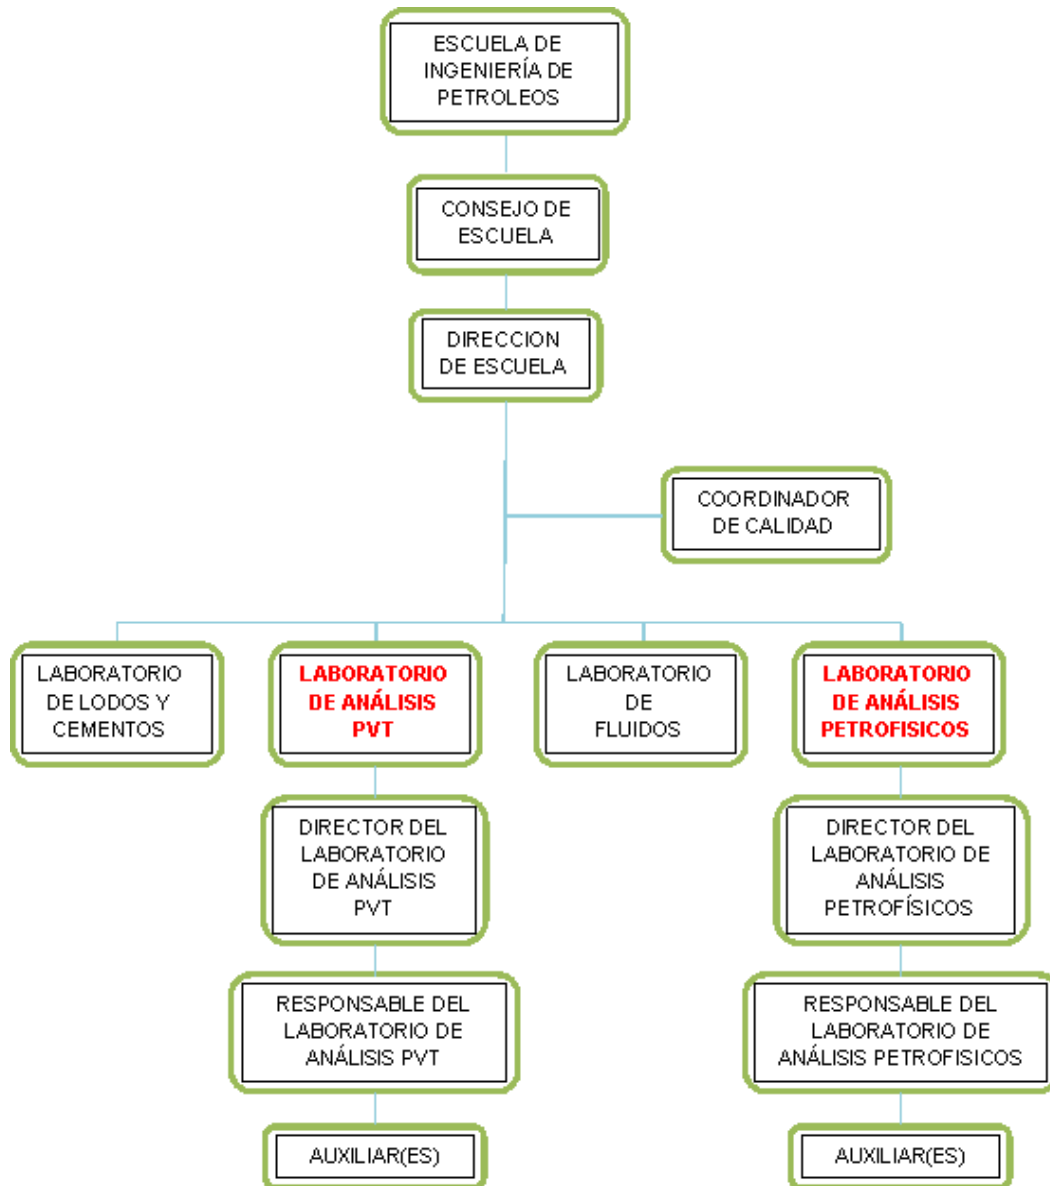 ESCUELA DE
INGENIERÍA DE
PETROLEOS
CONSEJO DE
ESCUELA
DIRECCION
DE ESCUELA
COORDINADOR
DE CALIDAD
LABORATORIO
DE LODOS Y
CEMENTOS
LABORATORIO
DE ANÁLISIS
PVT
LABORATORIO
DE
FLUIDOS
LABORATORIO
DE ANÁLISIS
PETROFISICOS
DIRECTOR DEL
LABORATORIO
DE ANÁLISIS
PVT
DIRECTOR DEL
LABORATORIO DE
ANÁLISIS
PETROFÍSICOS
RESPONSABLE DEL
LABORATORIO DE
ANÁLISIS PVT
RESPONSABLE DEL
LABORATORIO DE
ANÁLISIS PETROFISICOS
AUXILIAR(ES)
AUXILIAR(ES)